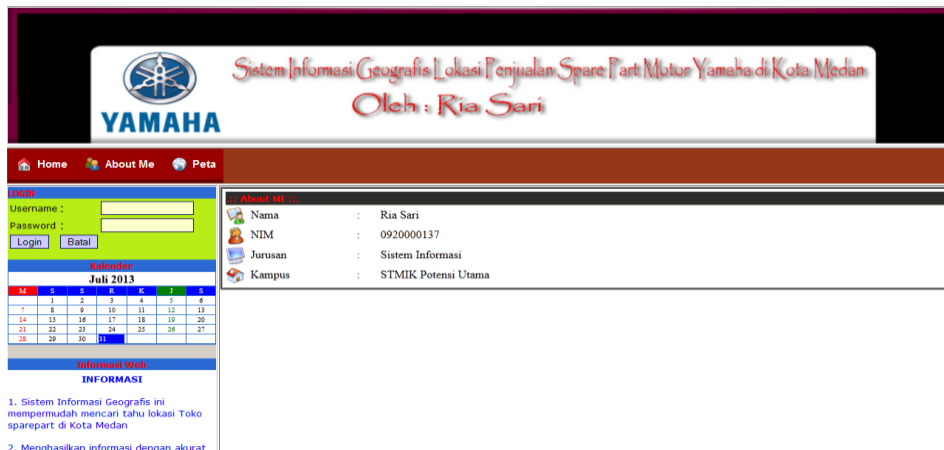 Sistem Informasi Geografis Lokasi Penjualan Spare Part Motor Yamaha di Kota Medan
Oleh : Ria Sari
YAMAHA
Home About Me Peta
LOGIN
Username :
Password :
Login Batal
Kalender
Juli 2013
M S S R K J S
1 2 3 4 5 6
7 8 9 10 11 12 13
14 15 16 17 18 19 20
21 22 23 24 25 26 27
28 29 30 31
Informasi Web
INFORMASI
1. Sistem Informasi Geografis ini
mempermudah mencari tahu lokasi Toko
sparepart di Kota Medan
2. Menghasilkan informasi dengan akurat
.:: About ME ::.
Nama : Ria Sari
NIM : 0920000137
Jurusan : Sistem Informasi
Kampus : STMIK Potensi Utama